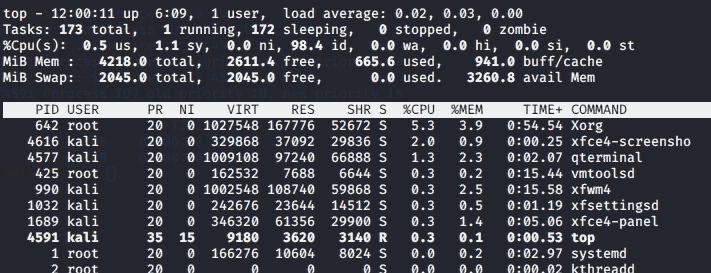 top - 12:00:11 up  6:09,  1 user,  load average: 0.02, 0.03, 0.00
Tasks: 173 total,   1 running, 172 sleeping,   0 stopped,   0 zombie
%Cpu(s):  0.5 us,  1.1 sy,  0.0 ni, 98.4 id,  0.0 wa,  0.0 hi,  0.0 si,  0.0 st
MiB Mem :   4218.0 total,   2611.4 free,    665.6 used,    941.0 buff/cache
MiB Swap:   2045.0 total,   2045.0 free,      0.0 used.   3260.8 avail Mem
PID USER      PR  NI    VIRT    RES    SHR S  %CPU  %MEM     TIME+ COMMAND
642 root      20   0 1027548 167776  52672 S   5.3   3.9   0:54.54 Xorg
4616 kali      20   0  329868  37092  29836 S   2.0   0.9   0:00.25 xfce4-screensho
4577 kali      20   0 1009108  97240  66888 S   1.3   2.3   0:02.07 qterminal
425 root      20   0  162532   7688   6644 S   0.3   0.2   0:15.44 vmtoolsd
990 kali      20   0 1002548 108740  59868 S   0.3   2.5   0:15.58 xfwm4
1032 kali      20   0  242676  23644  14512 S   0.3   0.5   0:01.19 xfsettingsd
1689 kali      20   0  346320  61356  29900 S   0.3   1.4   0:05.06 xfce4-panel
4591 kali      35  15    9180   3620   3140 R   0.3   0.1   0:00.53 top
1 root      20   0  166276  10604   8024 S   0.0   0.2   0:02.97 systemd
2 root      20   0       0      0      0 S   0.0   0.0   0:00.02 kthreadd